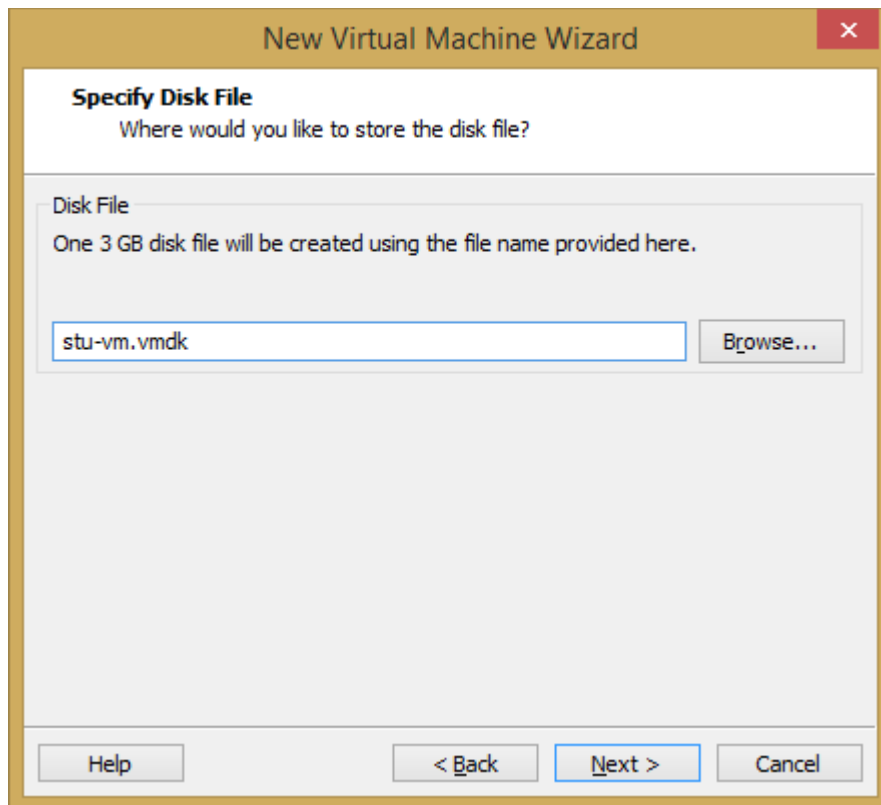 New Virtual Machine Wizard
Specify Disk File
Where would you like to store the disk file?
Disk File
One 3 GB disk file will be created using the file name provided here.
stu-vm.vmdk
Browse...
Help
< Back
Next >
Cancel